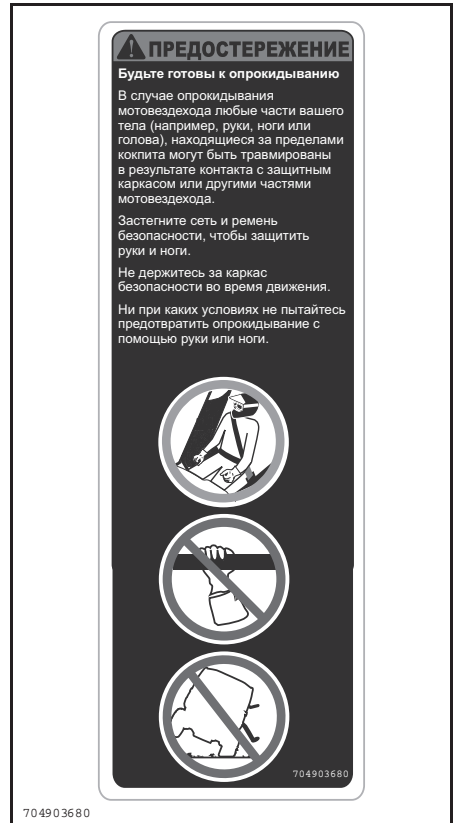 ПРЕДОСТЕРЕЖЕНИЕ
Будьте готовы к опрокидыванию
В случае опрокидывания
мотовездехода любые части вашего
тела (например, руки, ноги или
голова), находящиеся за пределами
кокпита могут быть травмированы
в результате контакта с защитным
каркасом или другими частями
мотовездехода.
Застегните сеть и ремень
безопасности, чтобы защитить
руки и ноги.
Не держитесь за каркас
безопасности во время движения.
Ни при каких условиях не пытайтесь
предотвратить опрокидывание с
помощью руки или ноги.
704903680
704903680